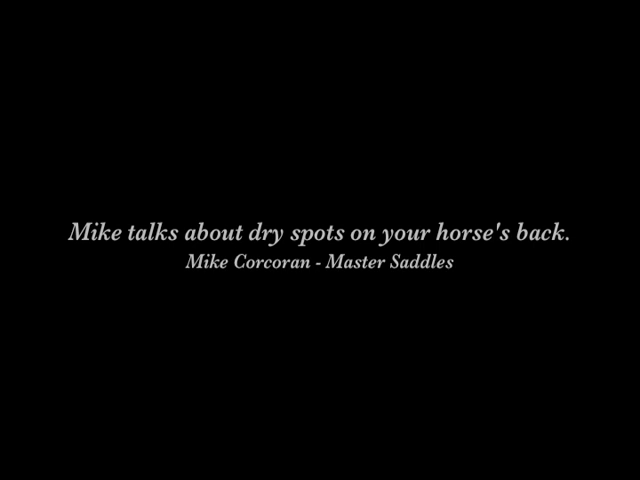 Mike talks about dry spots on your horse's back.
Mike Corcoran - Master Saddles